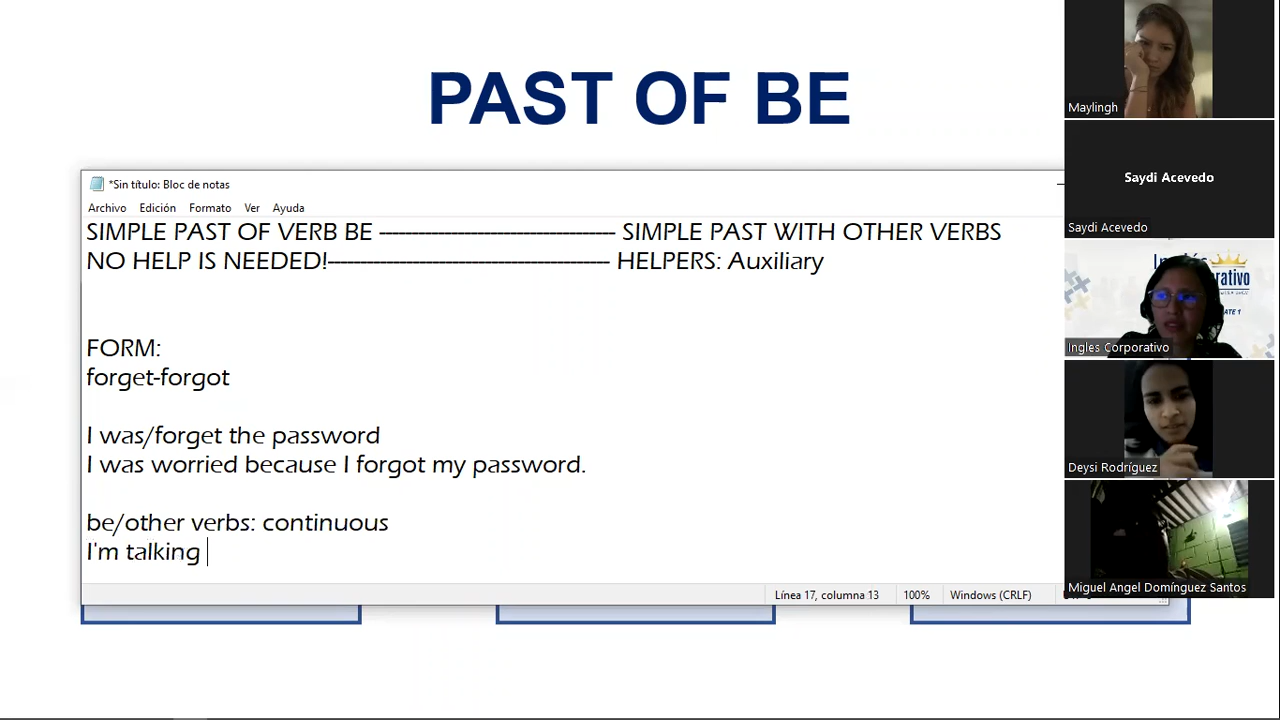 PAST OF BE
*Sin título: Bloc de notas
Archivo Edición Formato Ver Ayuda
SIMPLE PAST OF VERB BE ------------------------------------ SIMPLE PAST WITH OTHER VERBS
NO HELP IS NEEDED!------------------------------------------- HELPERS: Auxiliary
FORM:
forget-forgot
I was/forget the password
I was worried because I forgot my password.
be/other verbs: continuous
I'm talking
Línea 17, columna 13 100% Windows (CRLF)
Maylingh
Saydi Acevedo
Saydi Acevedo
Ingles Corporativo
Deysi Rodríguez
Miguel Angel Domínguez Santos